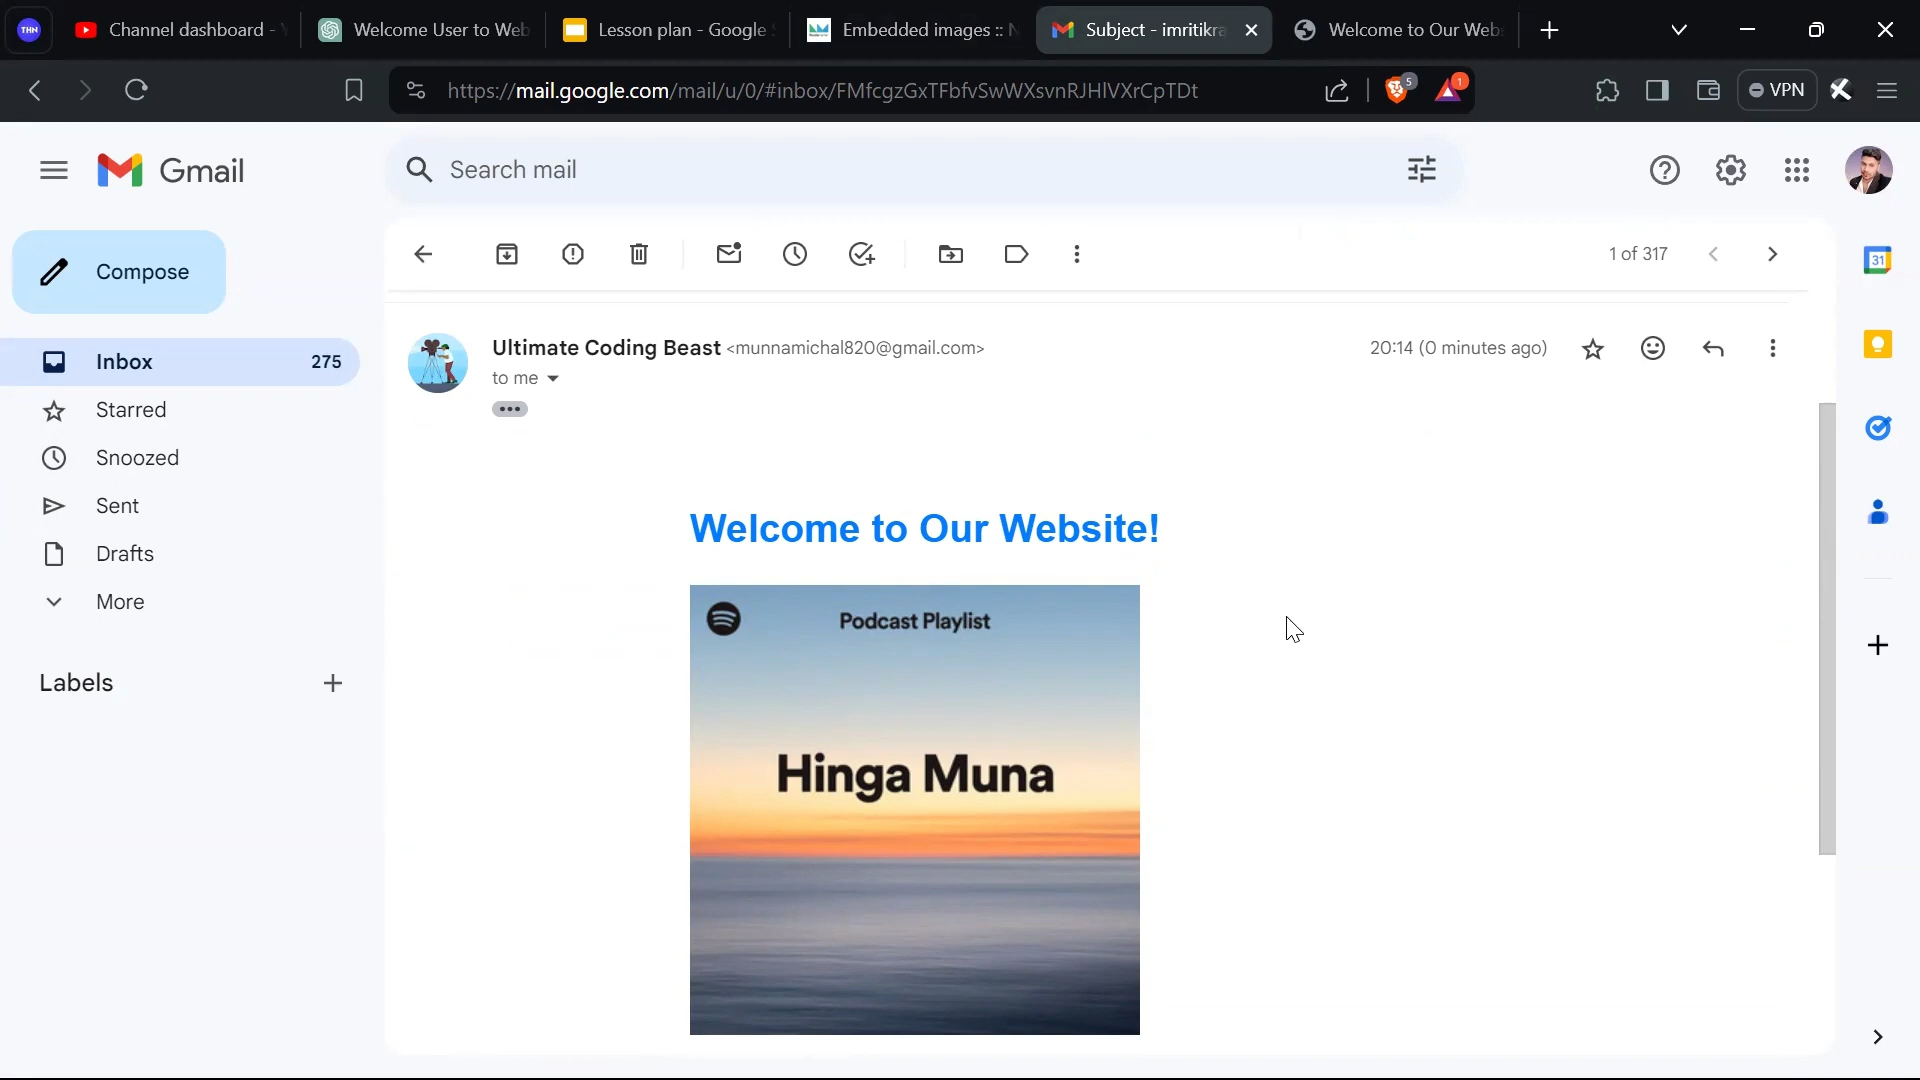 THN
Channel dashboard -
Welcome User to Web
Lesson plan - Google
Embedded images :: N
Subject - imritikra
Welcome to Our Web
https://mail.google.com/mail/u/0/#inbox/FMfcgzGxTFbfvSwWXsvnRJHlVXrCpTDt
5
1
VPN
Gmail
Search mail
Compose
1 of 317
31
Inbox 275
Starred
Snoozed
Sent
Drafts
More
Labels
Ultimate Coding Beast <munnamichal820@gmail.com>
20:14 (0 minutes ago)
to me
Welcome to Our Website!
Podcast Playlist
Hinga Muna